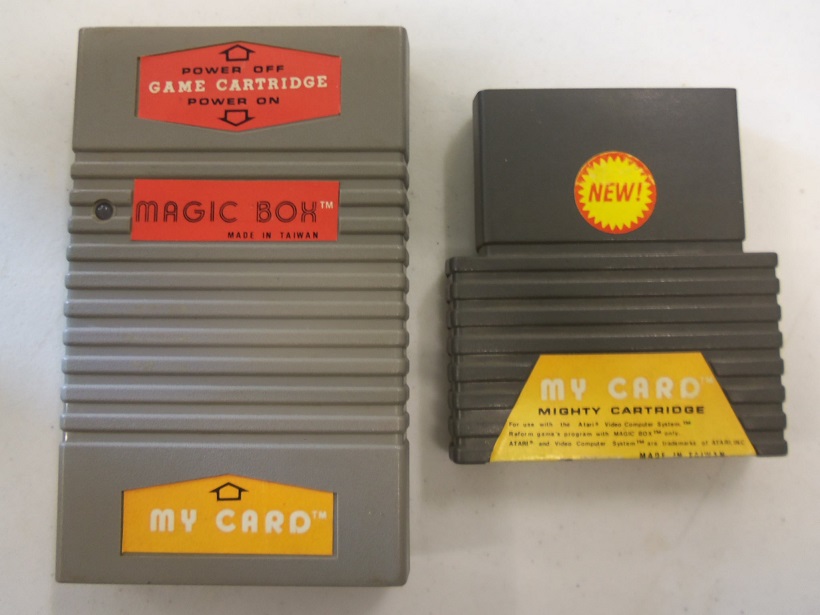 POWER OFF
GAME CARTRIDGE
POWER ON
MAGIC BOX™
MADE IN TAIWAN
MY CARD™
NEW!
MY CARD™
MIGHTY CARTRIDGE
For use with the Atari® Video Computer System™
Reform game's program with MAGIC BOX™ only.
ATARI® and Video Computer System™ are trademarks of ATARI, INC.
MADE IN TAIWAN